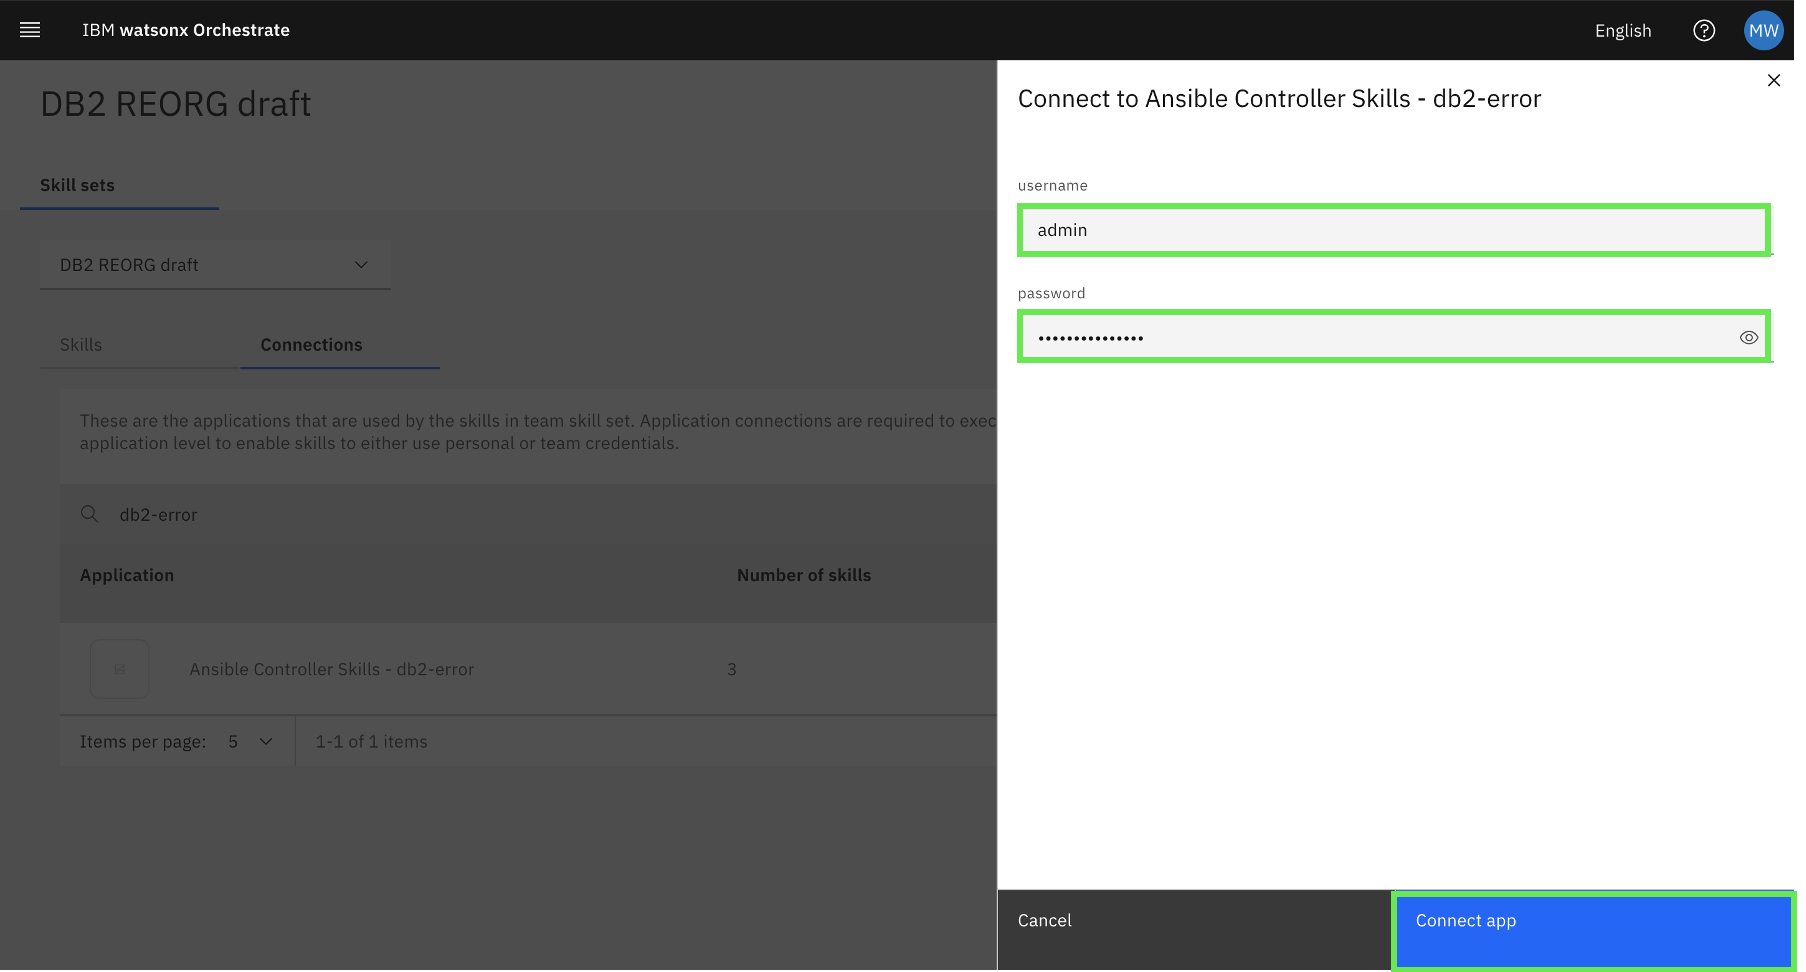 IBM watsonx Orchestrate
English
MW
DB2 REORG draft
Skill sets
DB2 REORG draft
Skills
Connections
These are the applications that are used by the skills in team skill set. Application connections are required to exec
application level to enable skills to either use personal or team credentials.
db2-error
Application
Number of skills
Ansible Controller Skills - db2-error
3
Items per page:
5
1-1 of 1 items
Connect to Ansible Controller Skills - db2-error
username
admin
password
•••••••••••••••
Cancel
Connect app